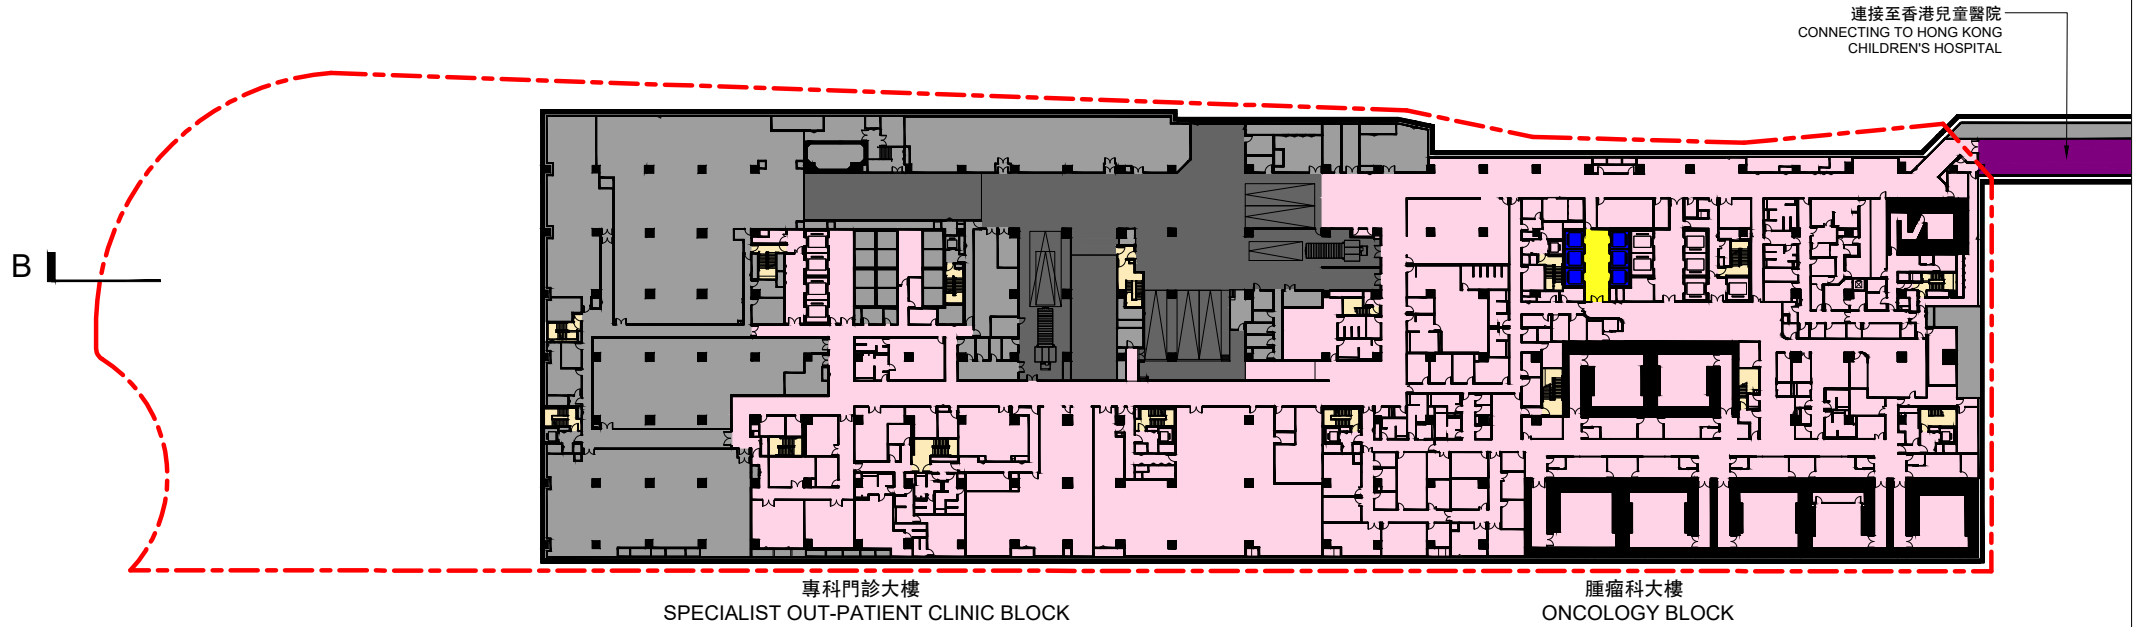 連接至香港兒童醫院
CONNECTING TO HONG KONG
CHILDREN'S HOSPITAL
B
專科門診大樓
SPECIALIST OUT-PATIENT CLINIC BLOCK
腫瘤科大樓
ONCOLOGY BLOCK